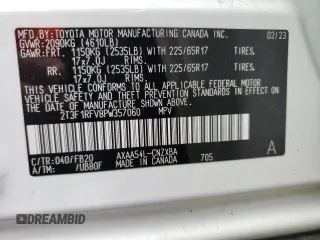 MFD. BY: TOYOTA MOTOR MANUFACTURING CANADA INC.
GVWR: 2090KG (4610LB) 02/23
GAWR: FRT. 1150KG (2535LB) WITH 225/65R17 TIRES,
17x7.0J RIMS,
RR. 1150KG (2535LB) WITH 225/65R17 TIRES,
17x7.0J RIMS,
THIS VEHICLE CONFORMS TO ALL APPLICABLE FEDERAL MOTOR
VEHICLE SAFETY AND THEFT PREVENTION STANDARDS IN EFFECT
ON THE DATE OF MANUFACTURE SHOWN ABOVE.
2T3F1RFV8PW357060 MPV
C/TR: 040/FB20 AXAA54L-CNZXBA A
A/TM: /UB80F MADE IN CANADA 705